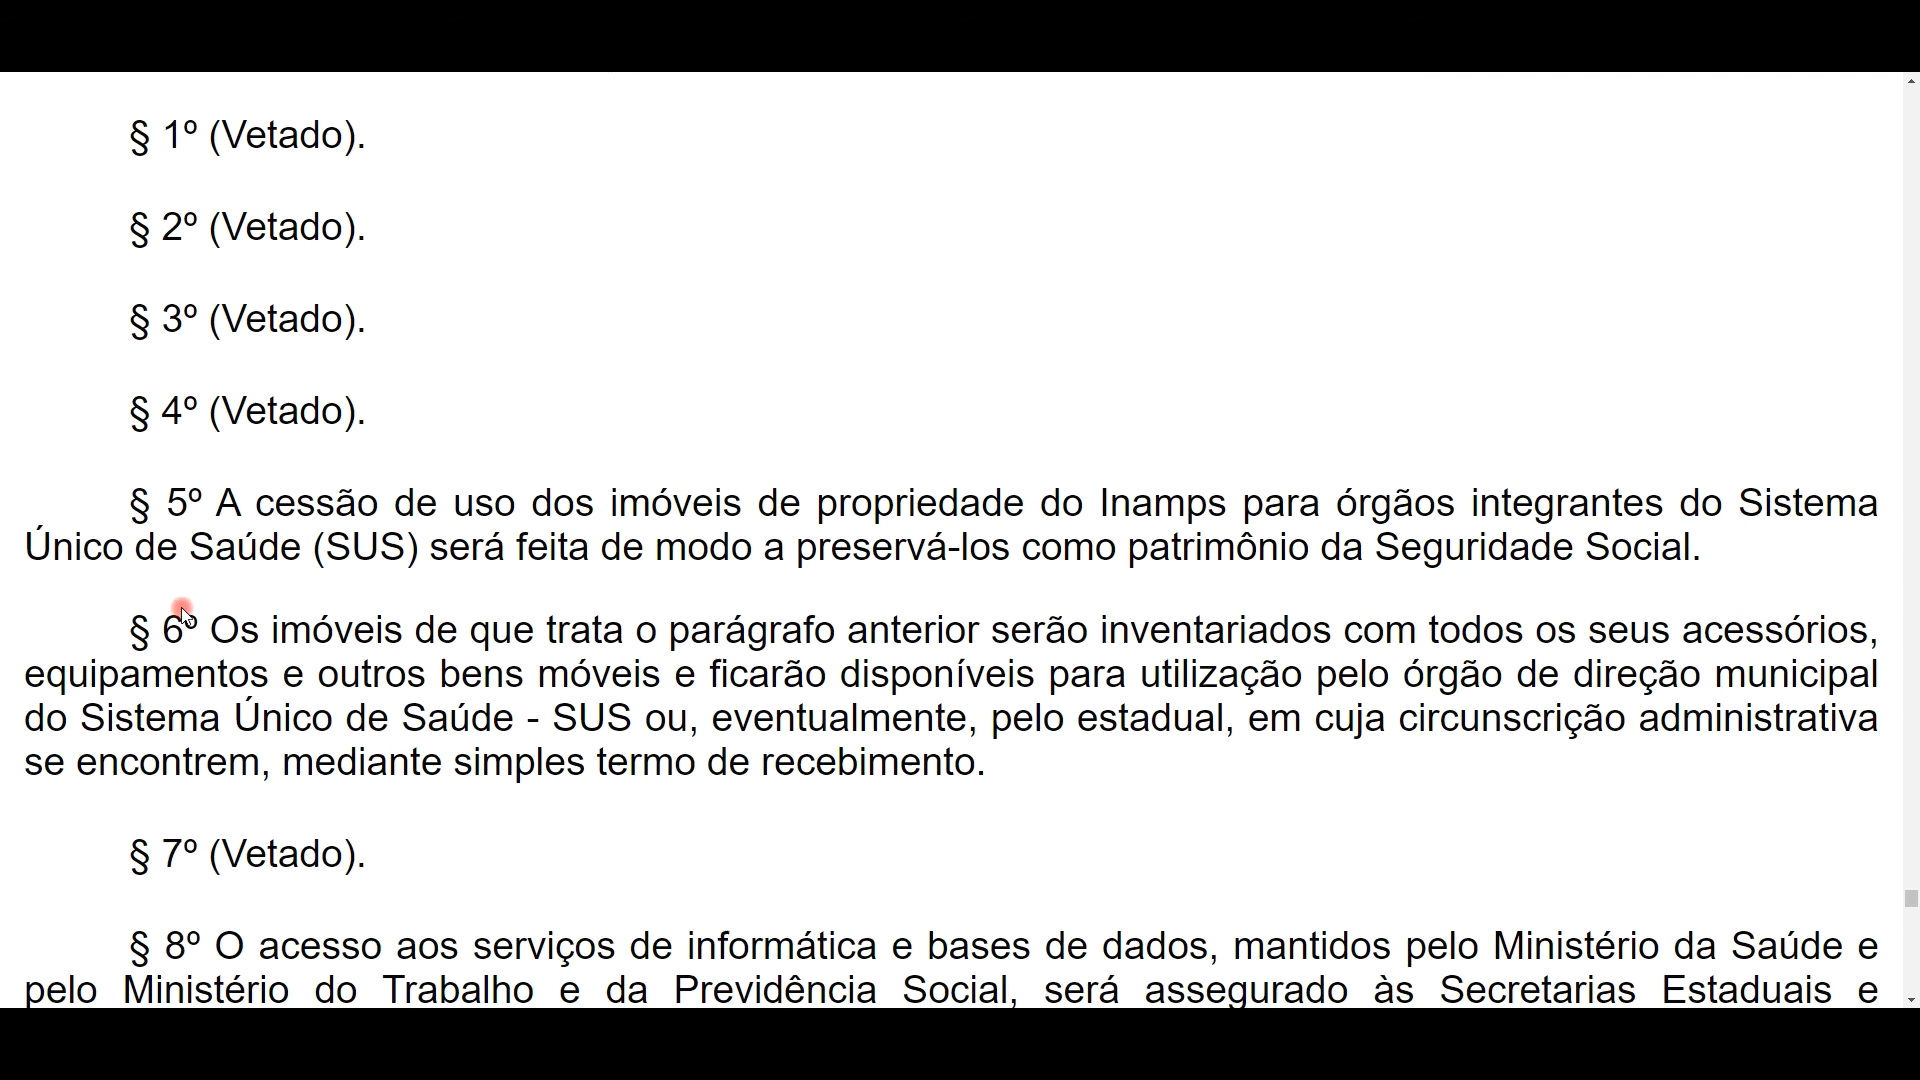 § 1º (Vetado).
§ 2º (Vetado).
§ 3º (Vetado).
§ 4º (Vetado).
§ 5º A cessão de uso dos imóveis de propriedade do Inamps para órgãos integrantes do Sistema
Único de Saúde (SUS) será feita de modo a preservá-los como patrimônio da Seguridade Social.
§ 6º Os imóveis de que trata o parágrafo anterior serão inventariados com todos os seus acessórios,
equipamentos e outros bens móveis e ficarão disponíveis para utilização pelo órgão de direção municipal
do Sistema Único de Saúde - SUS ou, eventualmente, pelo estadual, em cuja circunscrição administrativa
se encontrem, mediante simples termo de recebimento.
§ 7º (Vetado).
§ 8º O acesso aos serviços de informática e bases de dados, mantidos pelo Ministério da Saúde e
pelo Ministério do Trabalho e da Previdência Social, será assegurado às Secretarias Estaduais e